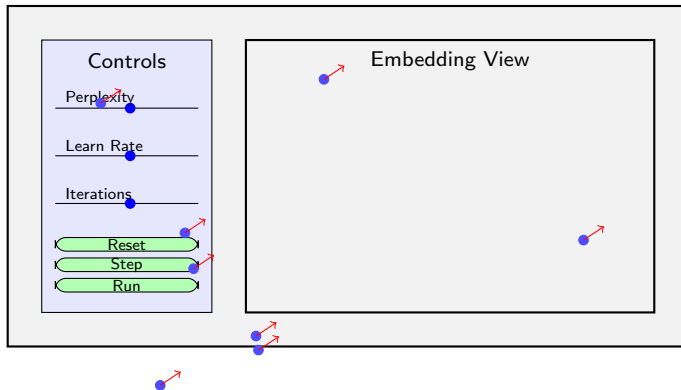 Controls
Perplexity
Learn Rate
Iterations
Reset
Step
Run
Embedding View